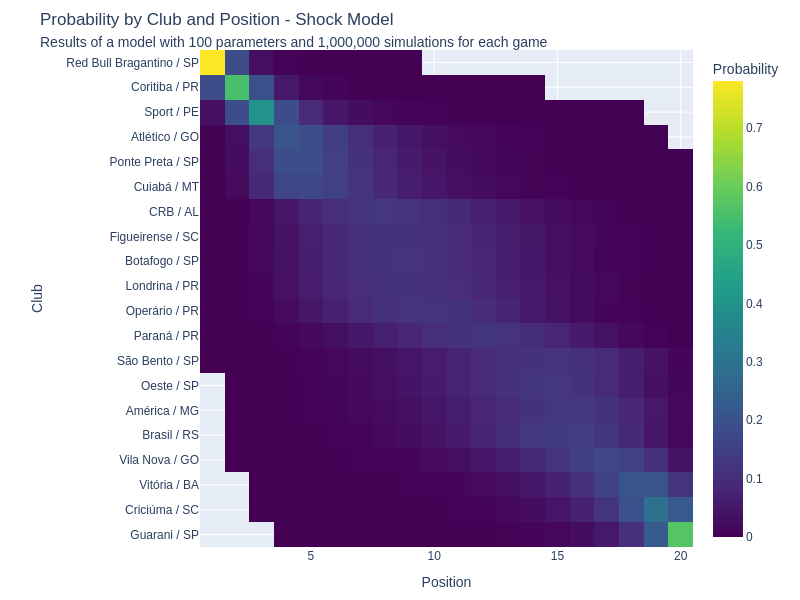 Probability by Club and Position - Shock Model
Results of a model with 100 parameters and 1,000,000 simulations for each game
Probability
Red Bull Bragantino / SP
Coritiba / PR
Sport / PE
Atlético / GO
Ponte Preta / SP
Cuiabá / MT
CRB / AL
Figueirense / SC
Botafogo / SP
Londrina / PR
Operário / PR
Paraná / PR
São Bento / SP
Oeste / SP
América / MG
Brasil / RS
Vila Nova / GO
Vitória / BA
Criciúma / SC
Guarani / SP
Club
5
10
15
20
Position
0.7
0.6
0.5
0.4
0.3
0.2
0.1
0